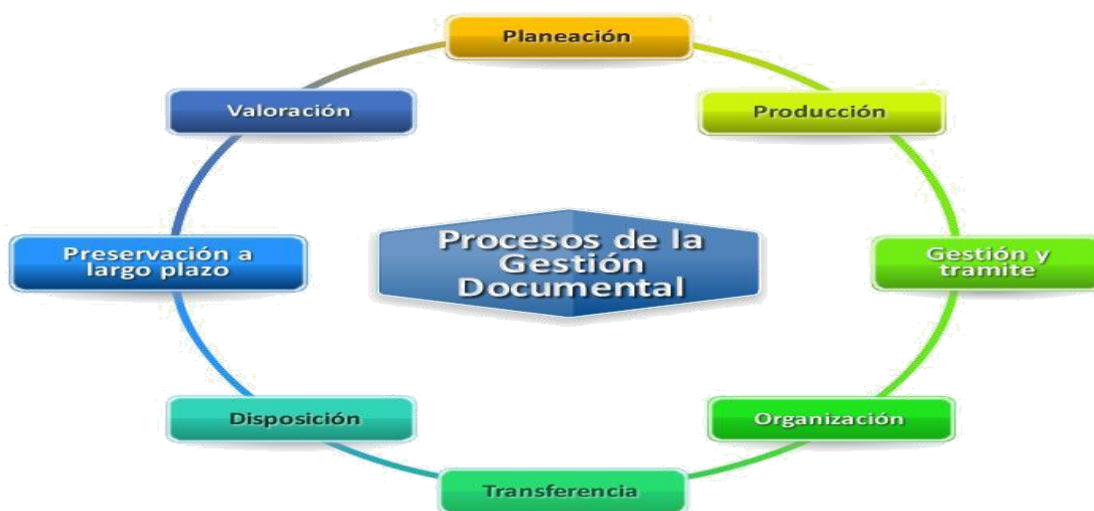 Planeación
Valoración
Producción
Procesos de la
Gestión
Documental
Preservación a
largo plazo
Gestión y
tramite
Disposición
Organización
Transferencia